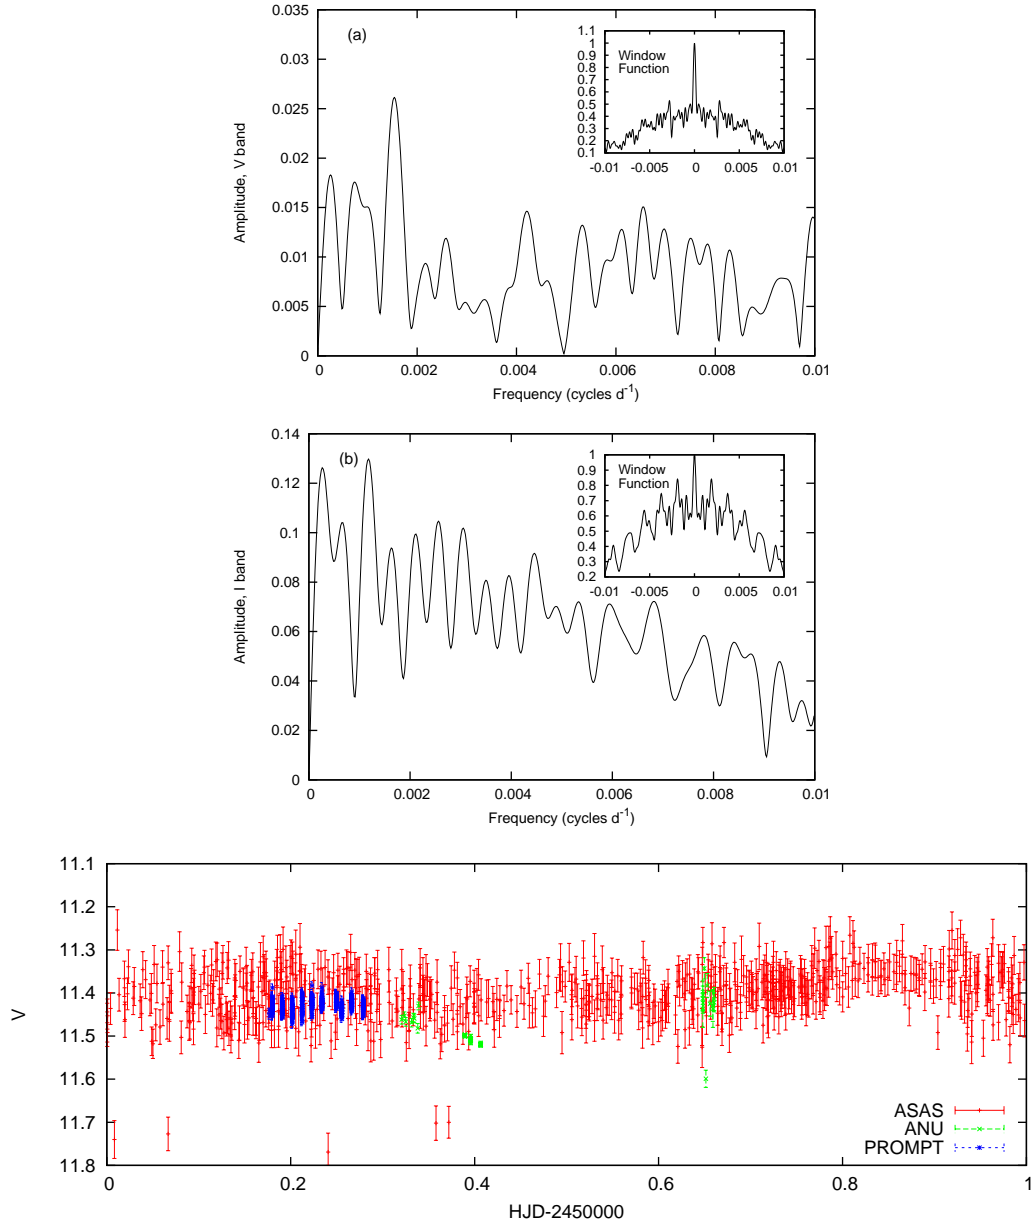 0.035
0.03
0.025
0.02
0.015
0.01
0.005
0
Amplitude, V band
(a)
0 0.002 0.004 0.006 0.008 0.01
Frequency (cycles d-1)
Window
Function
1.1
1
0.9
0.8
0.7
0.6
0.5
0.4
0.3
0.2
0.1
-0.01 -0.005 0 0.005 0.01
0.14
0.12
0.1
0.08
0.06
0.04
0.02
0
Amplitude, I band
(b)
0 0.002 0.004 0.006 0.008 0.01
Frequency (cycles d-1)
Window
Function
1
0.9
0.8
0.7
0.6
0.5
0.4
0.3
0.2
-0.01 -0.005 0 0.005 0.01
11.1
11.2
11.3
11.4
11.5
11.6
11.7
11.8
V
ASAS
ANU
PROMPT
0 0.2 0.4 0.6 0.8 1
HJD-2450000